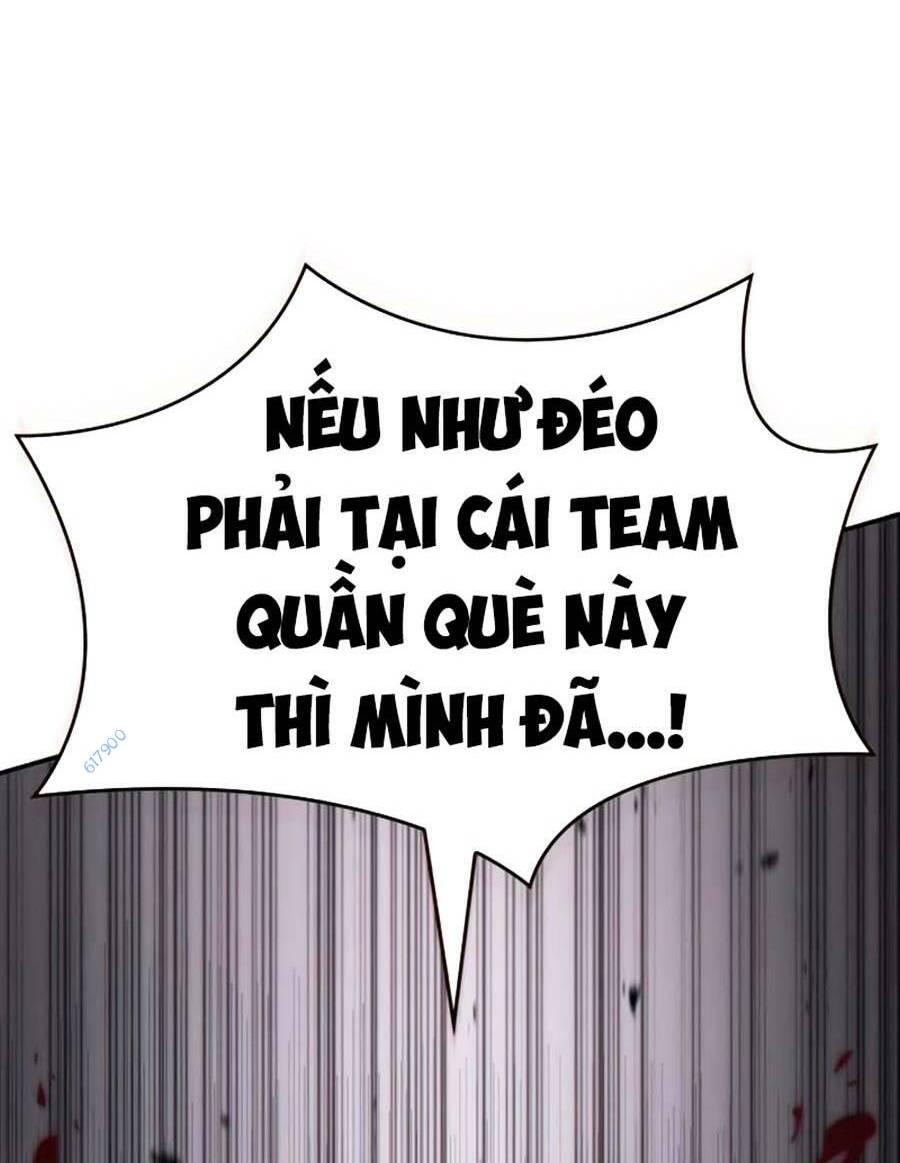 NẾU NHƯ ĐÉO
PHẢI TẠI CÁI TEAM
QUẦN QUÈ NÀY
THÌ MÌNH ĐÃ...!
617900